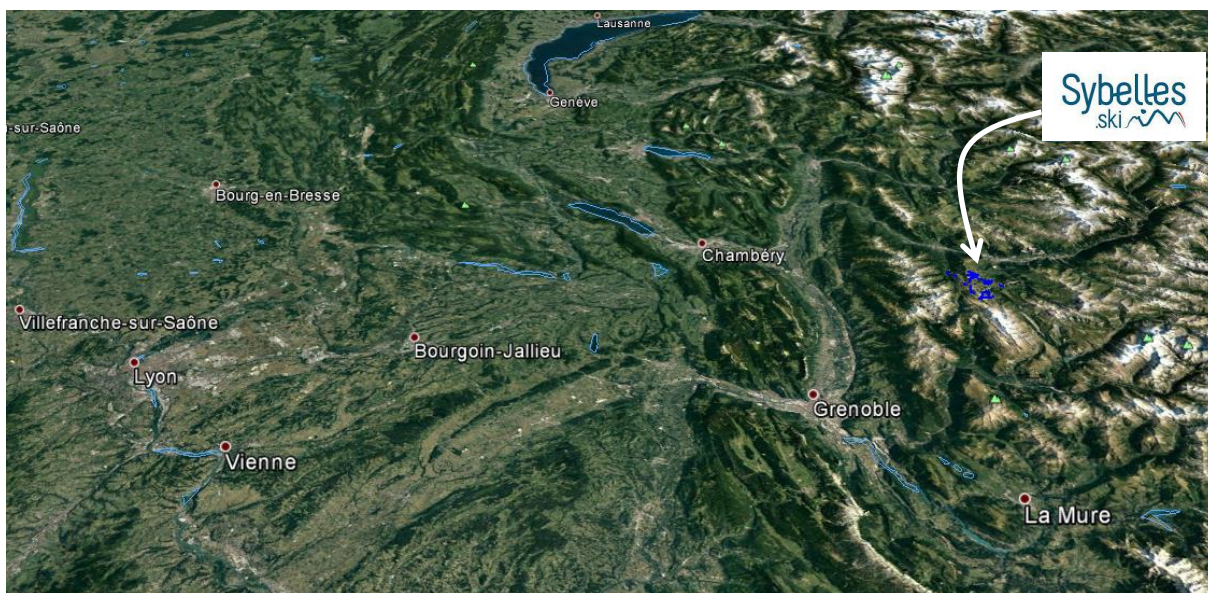 Lausanne
Genève
Sybelles
.ski
-sur-Saône
Bourg-en-Bresse
Chambéry
Villefranche-sur-Saône
Bourgoin-Jallieu
Lyon
Grenoble
Vienne
La Mure